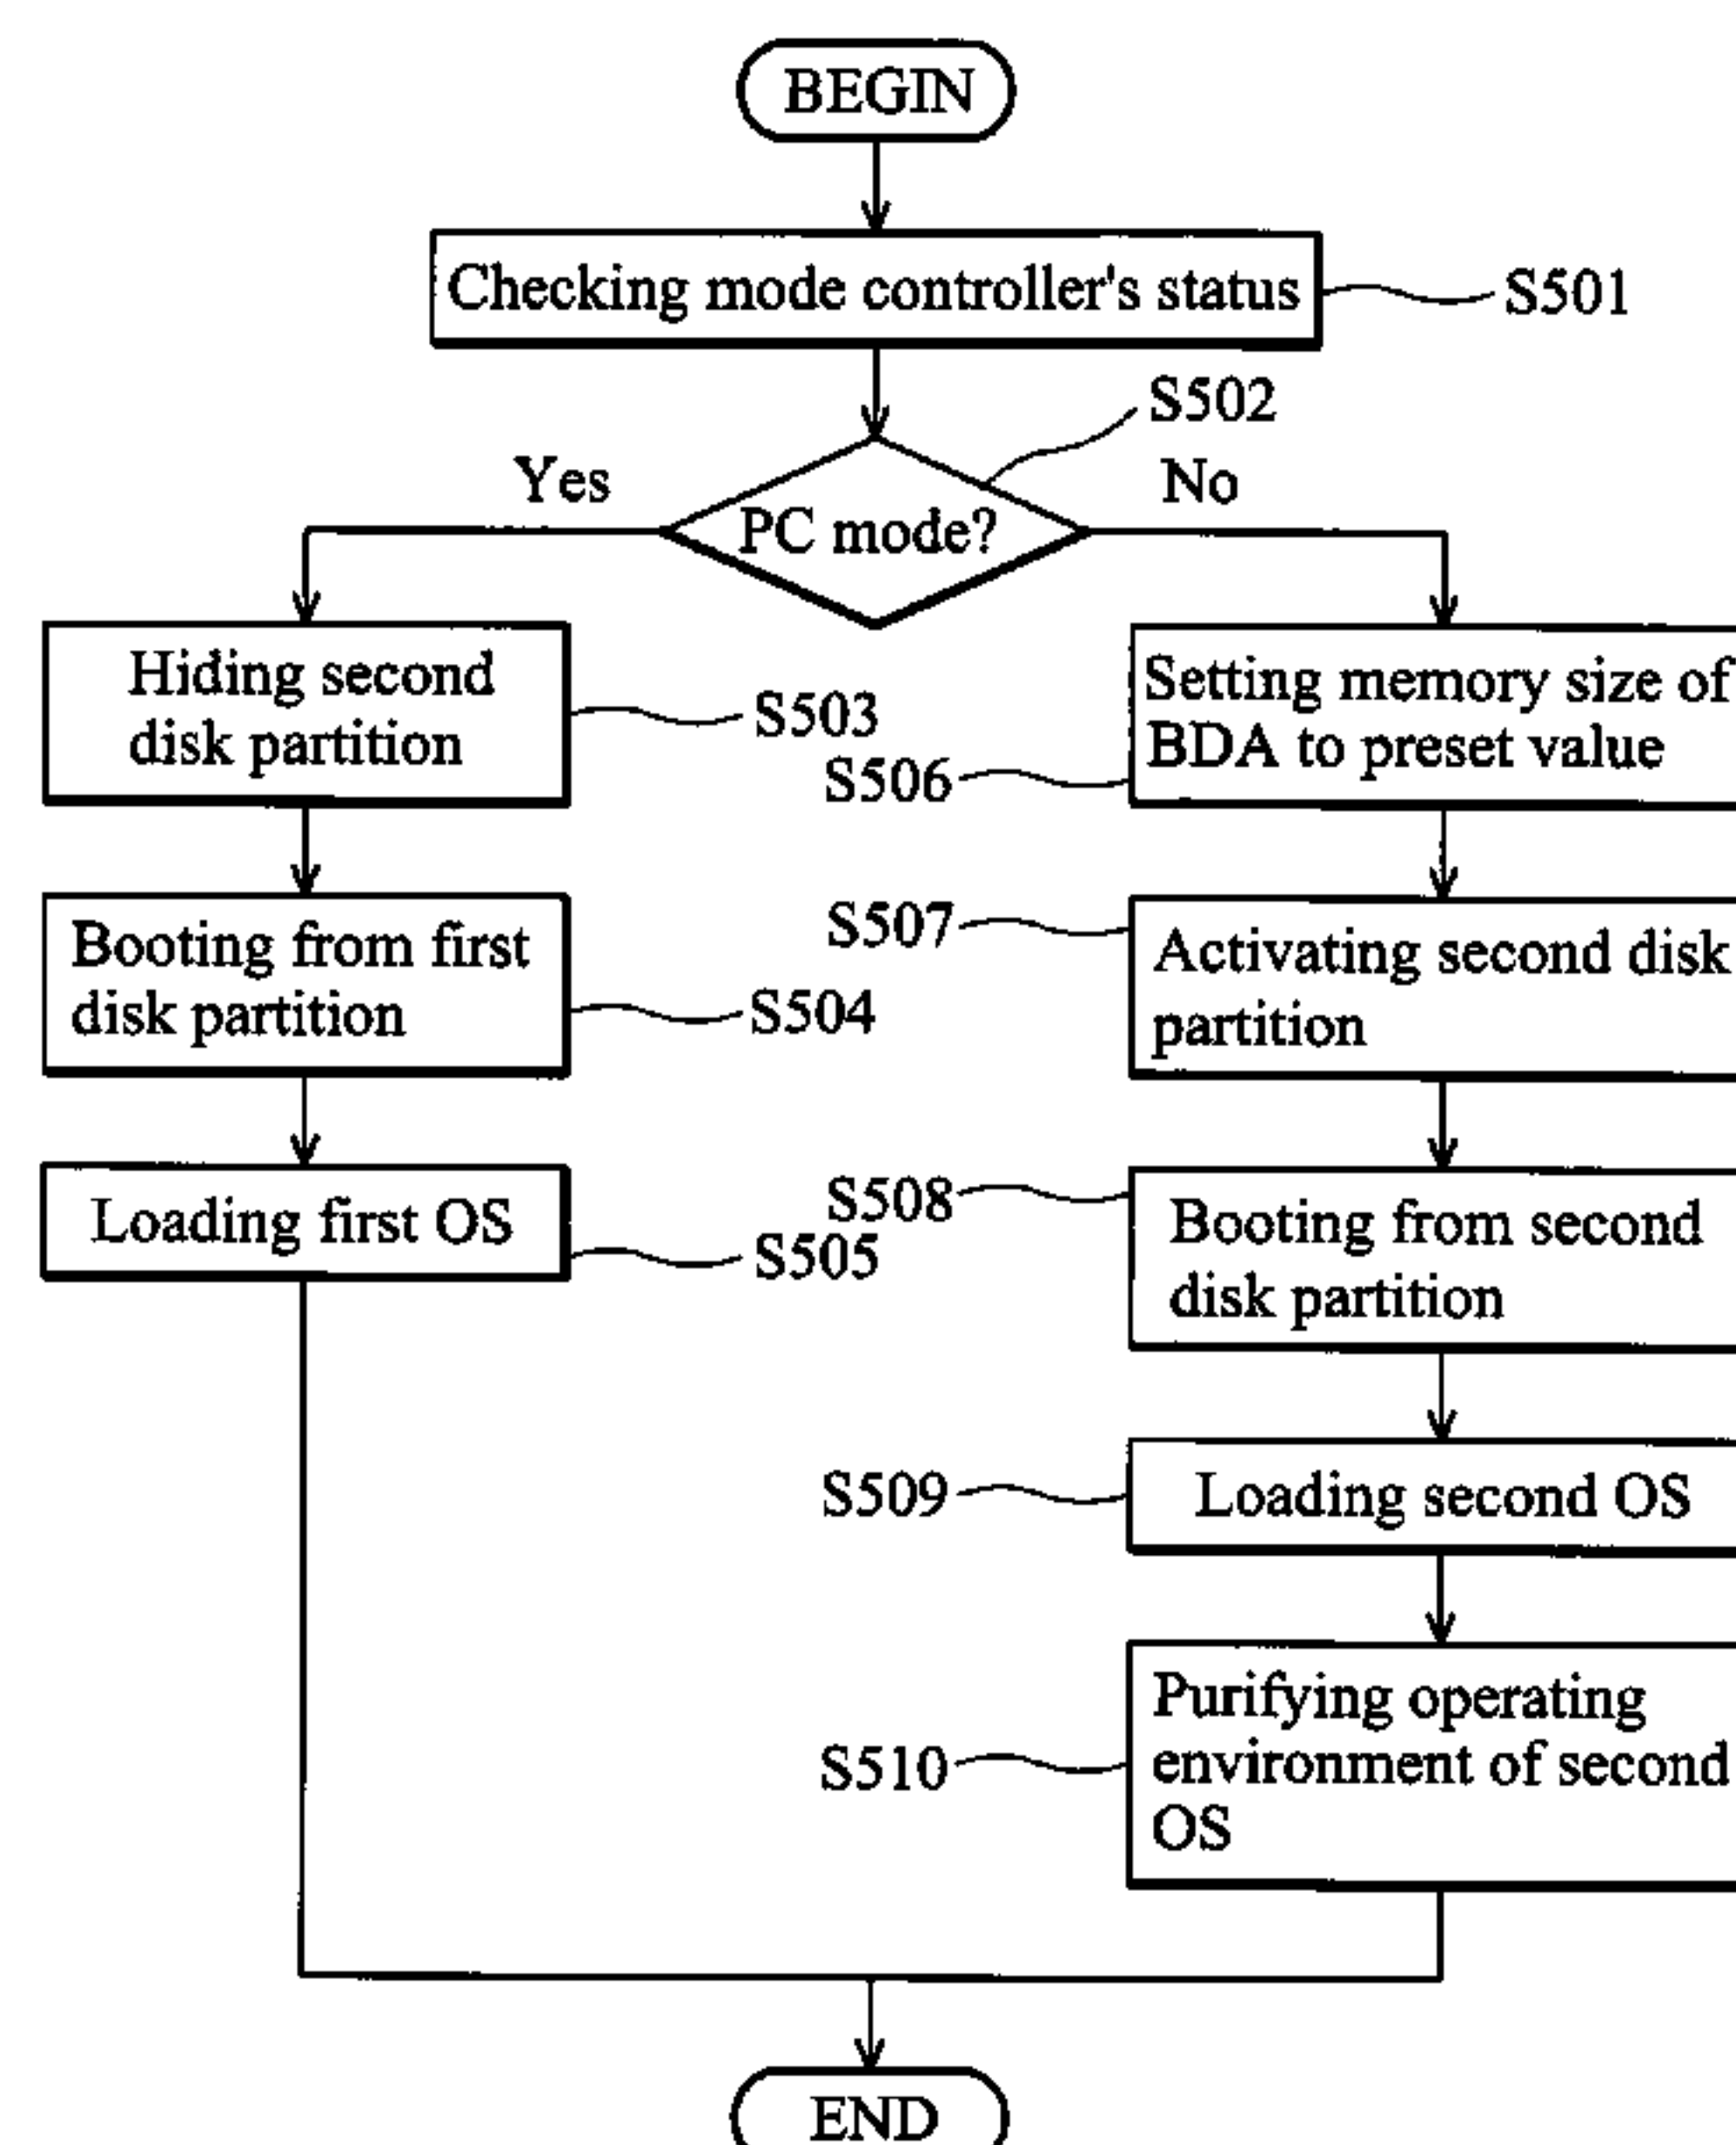 BEGIN
Checking mode controller's status
S501
S502
Yes
No
PC mode?
Hiding second
disk partition
S503
Booting from first
disk partition
S504
Loading first OS
S505
Setting memory size of
BDA to preset value
S506
S507
Activating second disk
partition
S508
Booting from second
disk partition
S509
Loading second OS
S510
Purifying operating
environment of second
OS
END